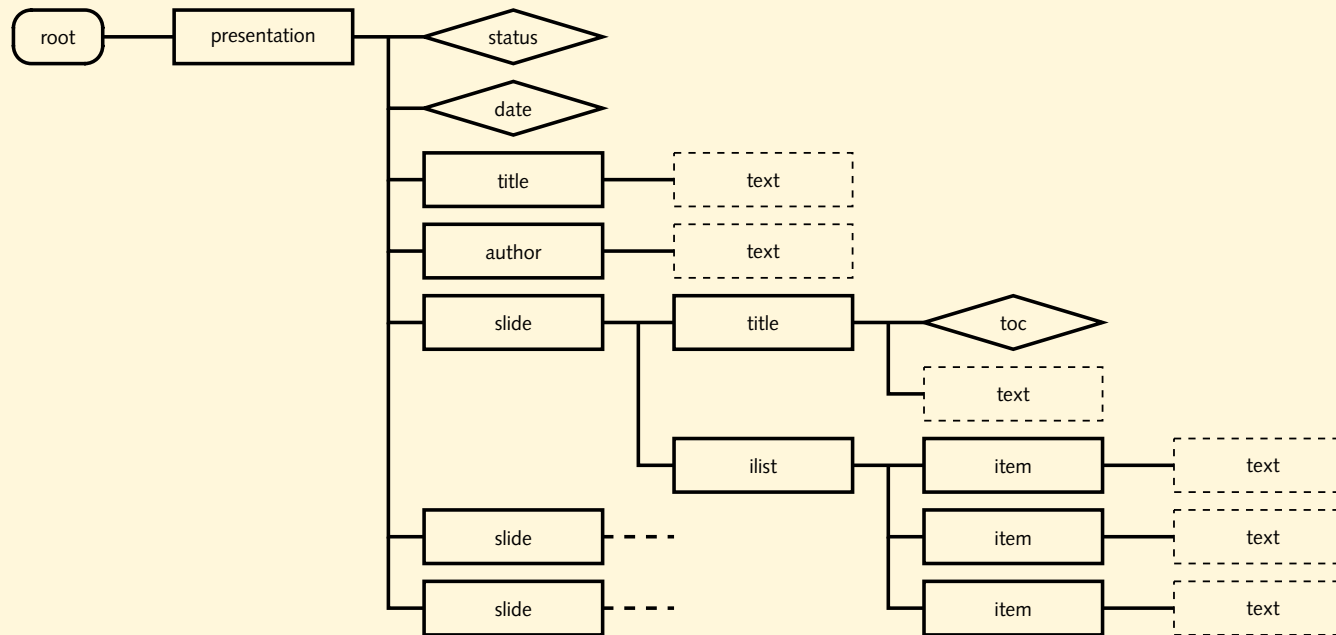 root presentation status
date
title text
author text
slide title toc
text
ilist item text
slide item text
slide item text